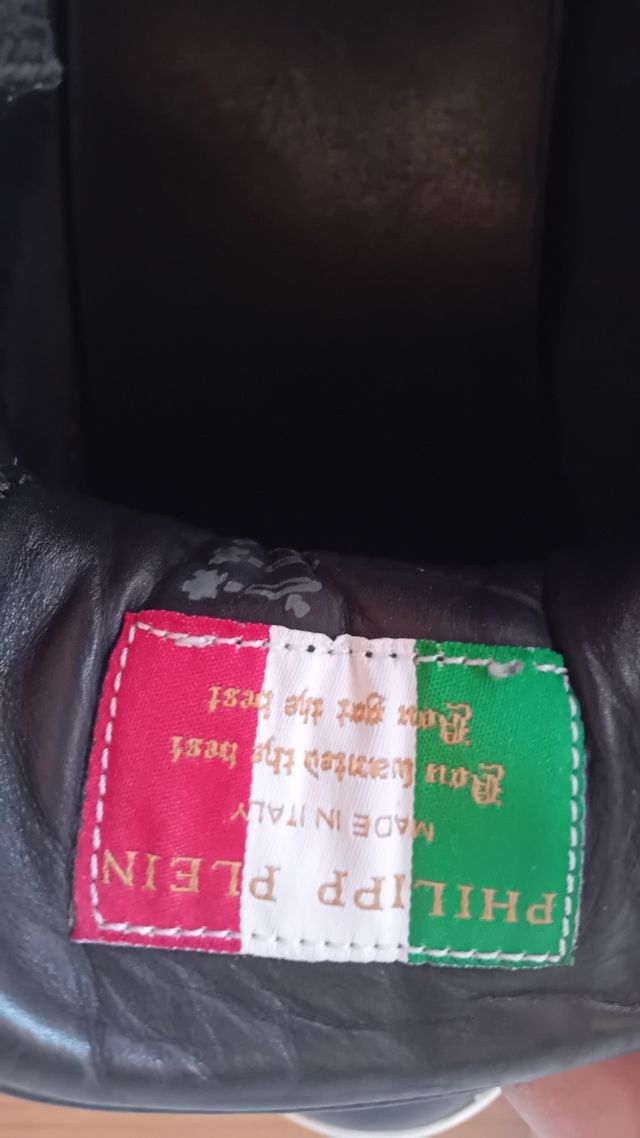 PHILIPP PLEIN
MADE IN ITALY
You wanted the best
You got the best